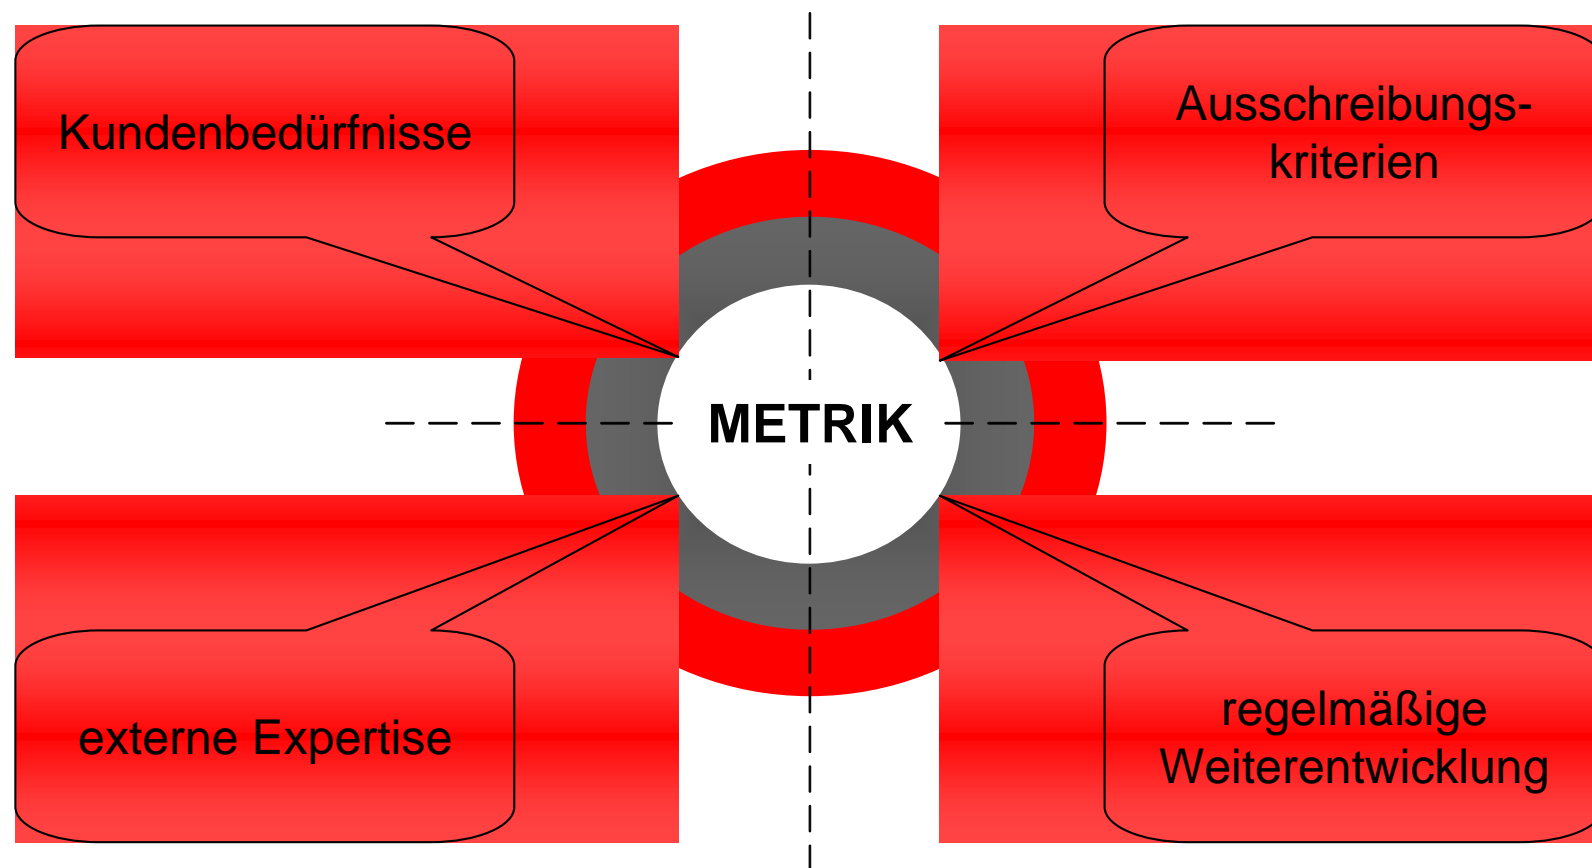 Kundenbedürfnisse
Ausschreibungs-
kriterien
METRIK
externe Expertise
regelmäßige
Weiterentwicklung